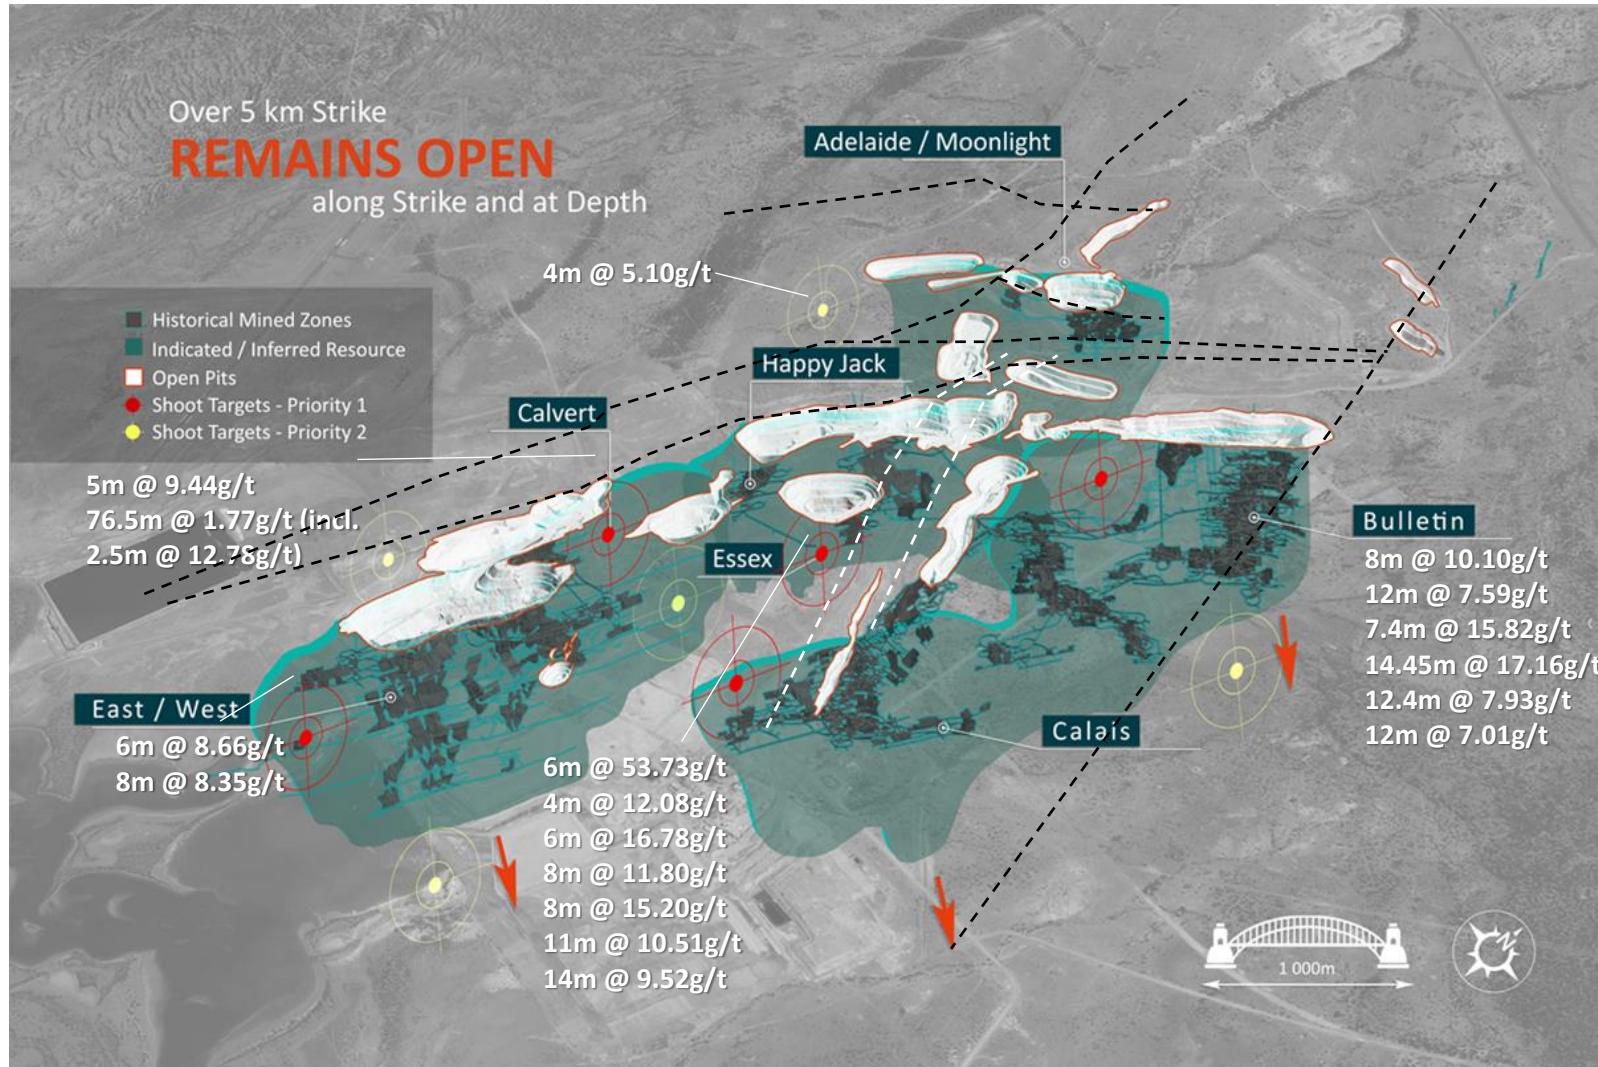 Over 5 km Strike
REMAINS OPEN
along Strike and at Depth
Adelaide / Moonlight
4m @ 5.10g/t
Historical Mined Zones
Indicated / Inferred Resource
Open Pits
Shoot Targets - Priority 1
Shoot Targets - Priority 2
Happy Jack
Calvert
5m @ 9.44g/t
76.5m @ 1.77g/t (incl.
2.5m @ 12.78g/t)
Essex
Bulletin
8m @ 10.10g/t
12m @ 7.59g/t
7.4m @ 15.82g/t
14.45m @ 17.16g/t
12.4m @ 7.93g/t
12m @ 7.01g/t
East / West
6m @ 8.66g/t
8m @ 8.35g/t
Calais
6m @ 53.73g/t
4m @ 12.08g/t
6m @ 16.78g/t
8m @ 11.80g/t
8m @ 15.20g/t
11m @ 10.51g/t
14m @ 9.52g/t
1 000m
N